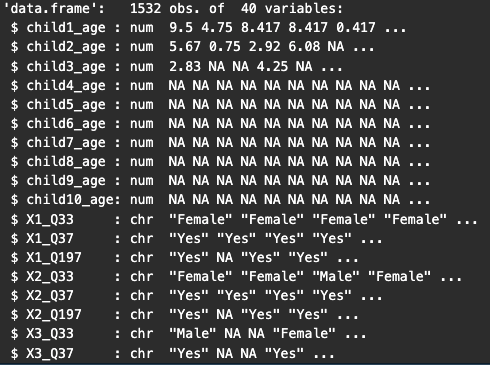 'data.frame':   1532 obs. of  40 variables:
 $ child1_age : num  9.5 4.75 8.417 8.417 0.417 ...
 $ child2_age : num  5.67 0.75 2.92 6.08 NA ...
 $ child3_age : num  2.83 NA NA 4.25 NA ...
 $ child4_age : num  NA NA NA NA NA NA NA NA NA NA ...
 $ child5_age : num  NA NA NA NA NA NA NA NA NA NA ...
 $ child6_age : num  NA NA NA NA NA NA NA NA NA NA ...
 $ child7_age : num  NA NA NA NA NA NA NA NA NA NA ...
 $ child8_age : num  NA NA NA NA NA NA NA NA NA NA ...
 $ child9_age : num  NA NA NA NA NA NA NA NA NA NA ...
 $ child10_age: num  NA NA NA NA NA NA NA NA NA NA ...
 $ X1_Q33     : chr  "Female" "Female" "Female" "Female" ...
 $ X1_Q37     : chr  "Yes" "Yes" "Yes" "Yes" ...
 $ X1_Q197    : chr  "Yes" NA "Yes" "Yes" ...
 $ X2_Q33     : chr  "Female" "Female" "Male" "Female" ...
 $ X2_Q37     : chr  "Yes" "Yes" "Yes" "Yes" ...
 $ X2_Q197    : chr  "Yes" NA "Yes" "Yes" ...
 $ X3_Q33     : chr  "Male" NA NA "Female" ...
 $ X3_Q37     : chr  "Yes" NA NA "Yes" ...